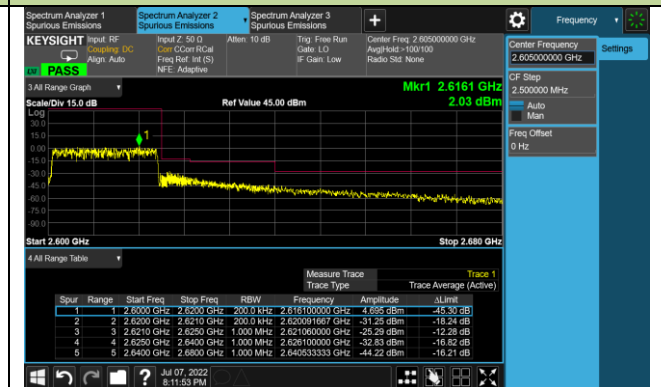 Spectrum Analyzer 1
Spurious Emissions
Spectrum Analyzer 2
Spurious Emissions
Spectrum Analyzer 3
Spurious Emissions
Frequency
KEYSIGHT
Input: RF
Coupling: DC
Align: Auto
Input Z: 50 Ω
Corr CCorr RCal
Freq Ref: Int (S)
NFE: Adaptive
Atten: 10 dB
Trig: Free Run
Gate: LO
IF Gain: Low
Center Freq: 2.605000000 GHz
Avg|Hold:>100/100
Radio Std: None
PASS
Center Frequency
2.605000000 GHz
Settings
CF Step
2.500000 MHz
Auto
Man
Freq Offset
0 Hz
3 All Range Graph
Mkr1 2.6161 GHz
2.03 dBm
Scale/Div 15.0 dB
Ref Value 45.00 dBm
Log
30.0
15.0
0.00
-15.0
-30.0
-45.0
-60.0
-75.0
-90.0
1
Start 2.600 GHz
Stop 2.680 GHz
4 All Range Table
Measure Trace Trace 1
Trace Type Trace Average (Active)
Spur Range Start Freq Stop Freq RBW Frequency Amplitude ΔLimit
1 1 2.6000 GHz 2.6200 GHz 200.0 kHz 2.616100000 GHz 4.695 dBm -45.30 dB
2 2 2.6200 GHz 2.6210 GHz 200.0 kHz 2.620091667 GHz -31.25 dBm -18.24 dB
3 3 2.6210 GHz 2.6250 GHz 1.000 MHz 2.621060000 GHz -25.29 dBm -12.28 dB
4 4 2.6250 GHz 2.6400 GHz 1.000 MHz 2.626100000 GHz -32.83 dBm -16.82 dB
5 5 2.6400 GHz 2.6800 GHz 1.000 MHz 2.640533333 GHz -44.22 dBm -16.21 dB
Jul 07, 2022
8:11:53 PM